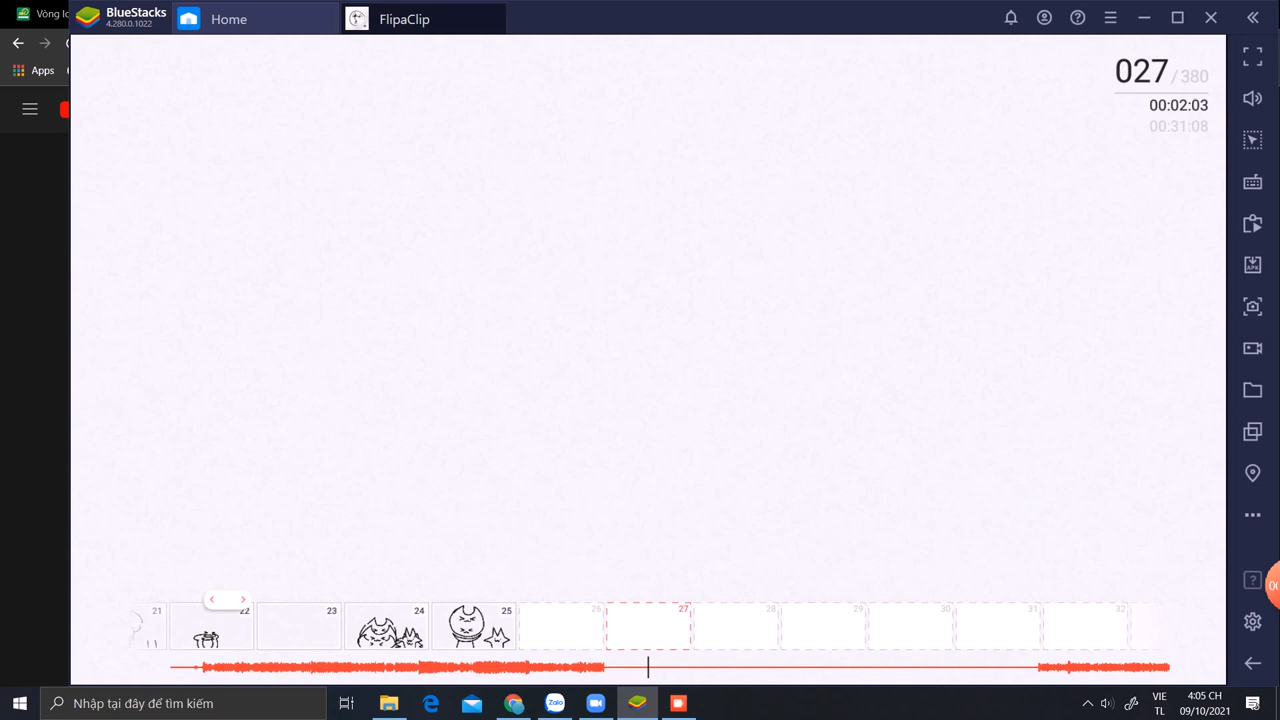 Vòng lo
BlueStacks
4.280.0.1022
Home
FlipaClip
Apps
027 / 380
00:02:03
00:31:08
21 22 23 24 25 26 27 28 29 30 31 32
00
Nhập tại đây để tìm kiếm
Zalo
VIE
TL
4:05 CH
09/10/2021